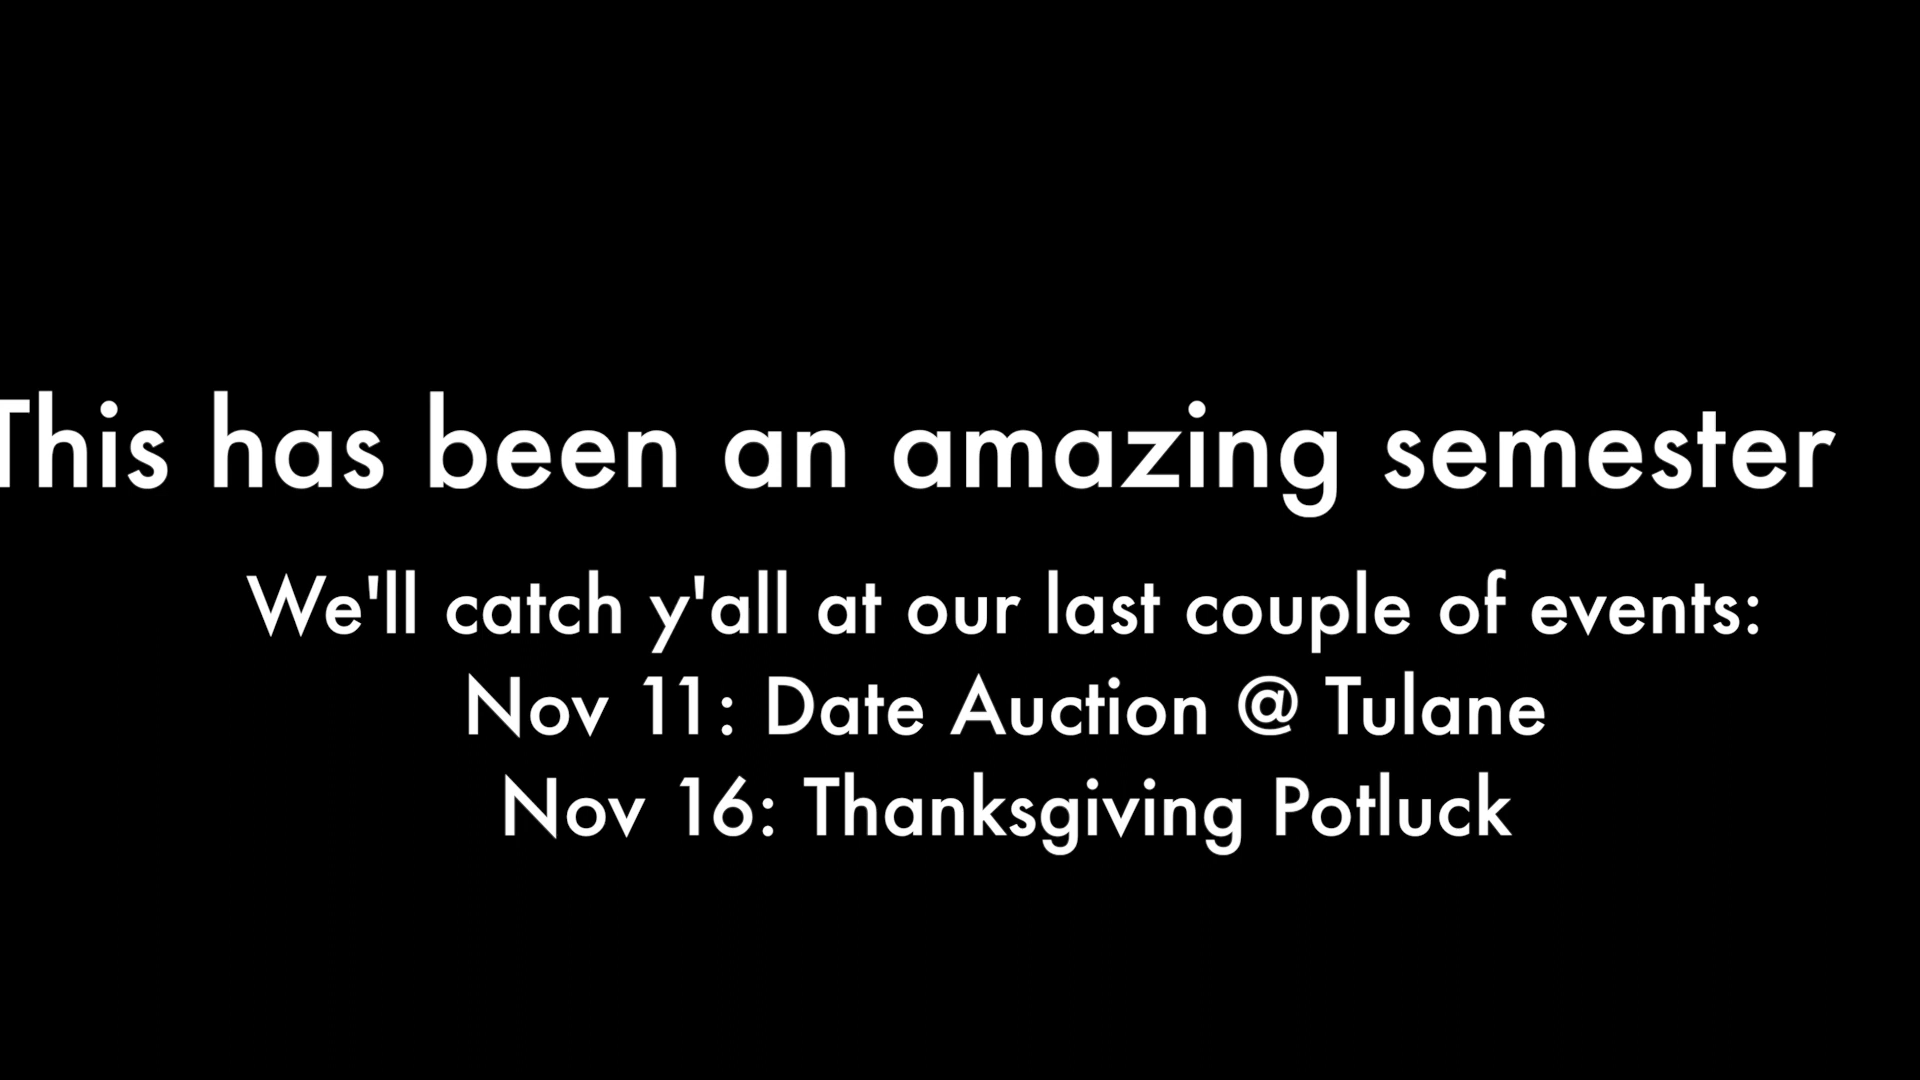 This has been an amazing semester
We'll catch y'all at our last couple of events:
Nov 11: Date Auction @ Tulane
Nov 16: Thanksgiving Potluck